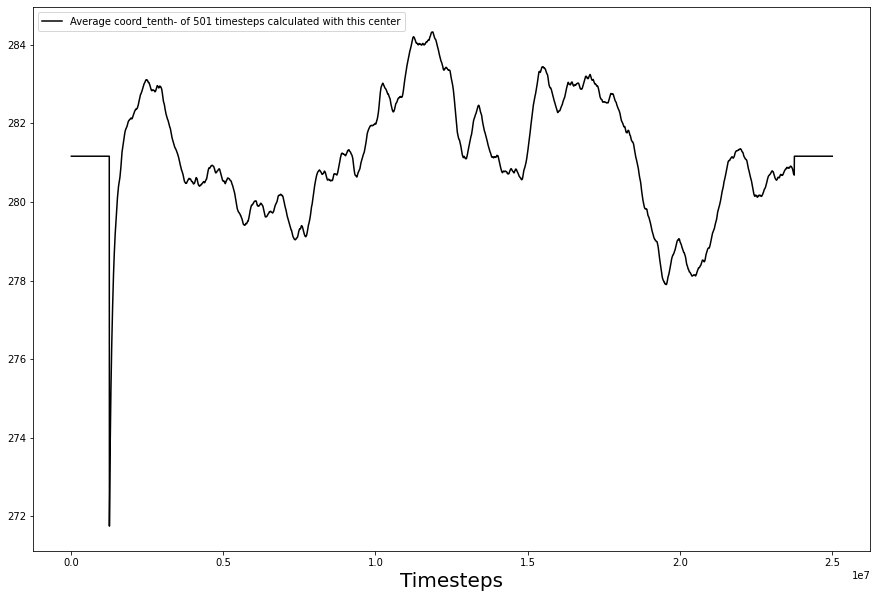 Average coord_tenth- of 501 timesteps calculated with this center
284
282
280
278
276
274
272
0.0 0.5 1.0 1.5 2.0 2.5
1e7
Timesteps